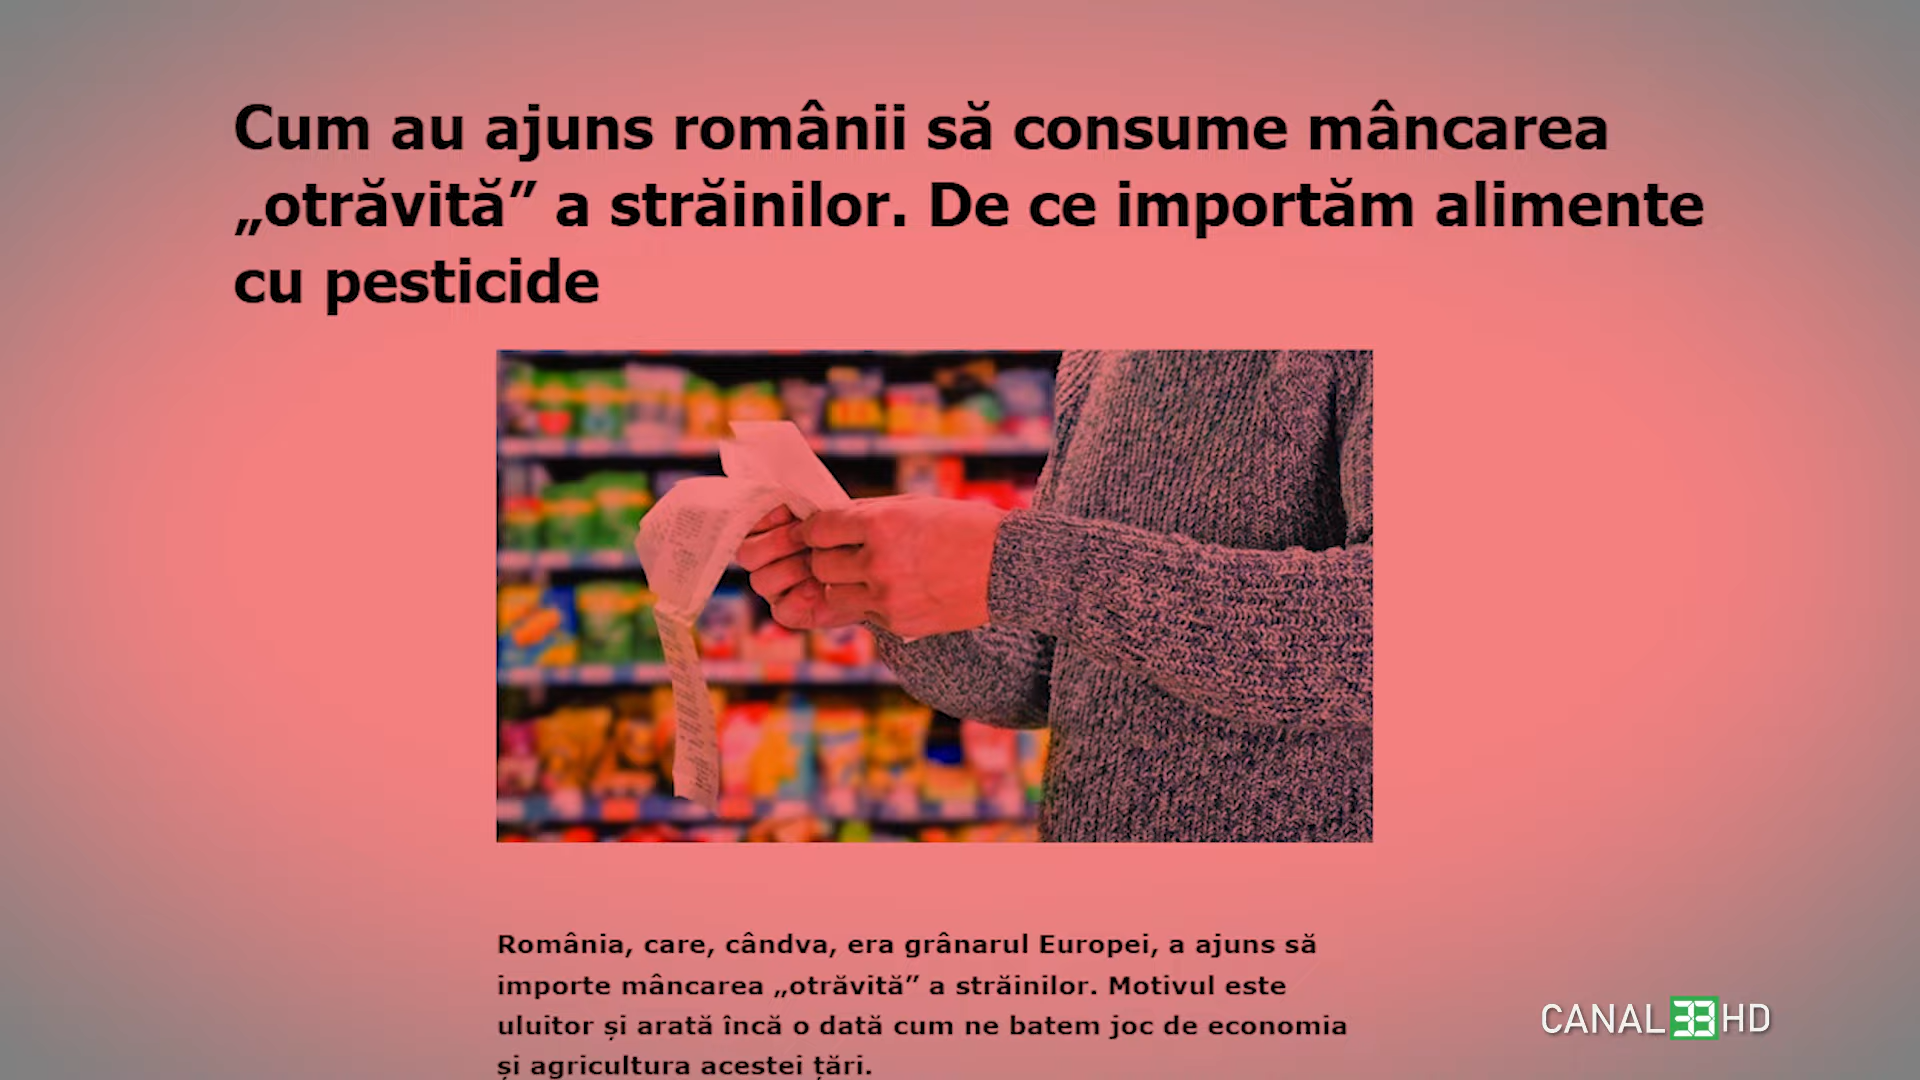 Cum au ajuns românii să consume mâncarea
„otrăvită” a străinilor. De ce importăm alimente
cu pesticide
România, care, cândva, era grânarul Europei, a ajuns să
importe mâncarea „otrăvită” a străinilor. Motivul este
uluitor și arată încă o dată cum ne batem joc de economia
și agricultura acestei țări.
CANAL 33 HD